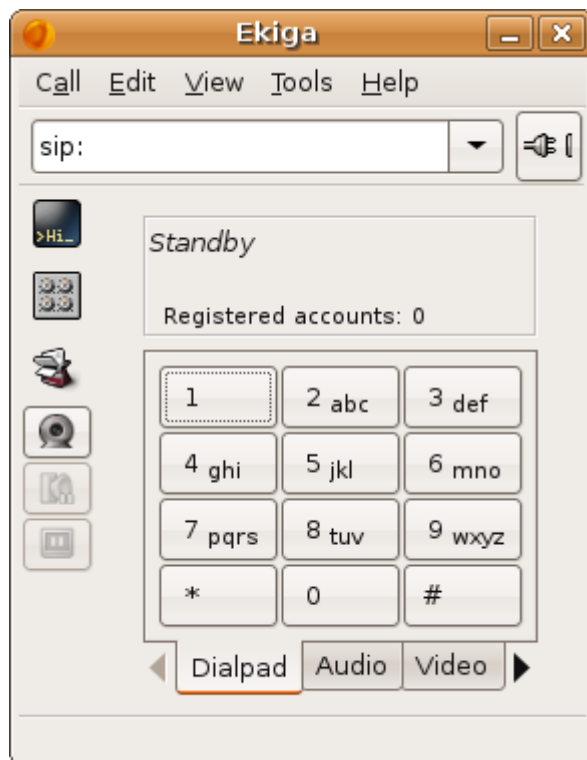 Ekiga
Call Edit View Tools Help
sip:
>Hi_
Standby
Registered accounts: 0
1 2 abc 3 def
4 ghi 5 jkl 6 mno
7 pqrs 8 tuv 9 wxyz
* 0 #
Dialpad Audio Video